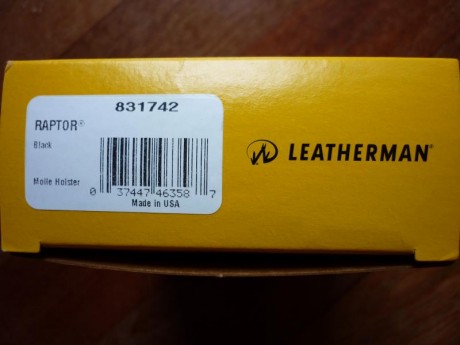 831742
RAPTOR®
Black
Molle Holster
0 37447 46358 7
Made in USA
LEATHERMAN®